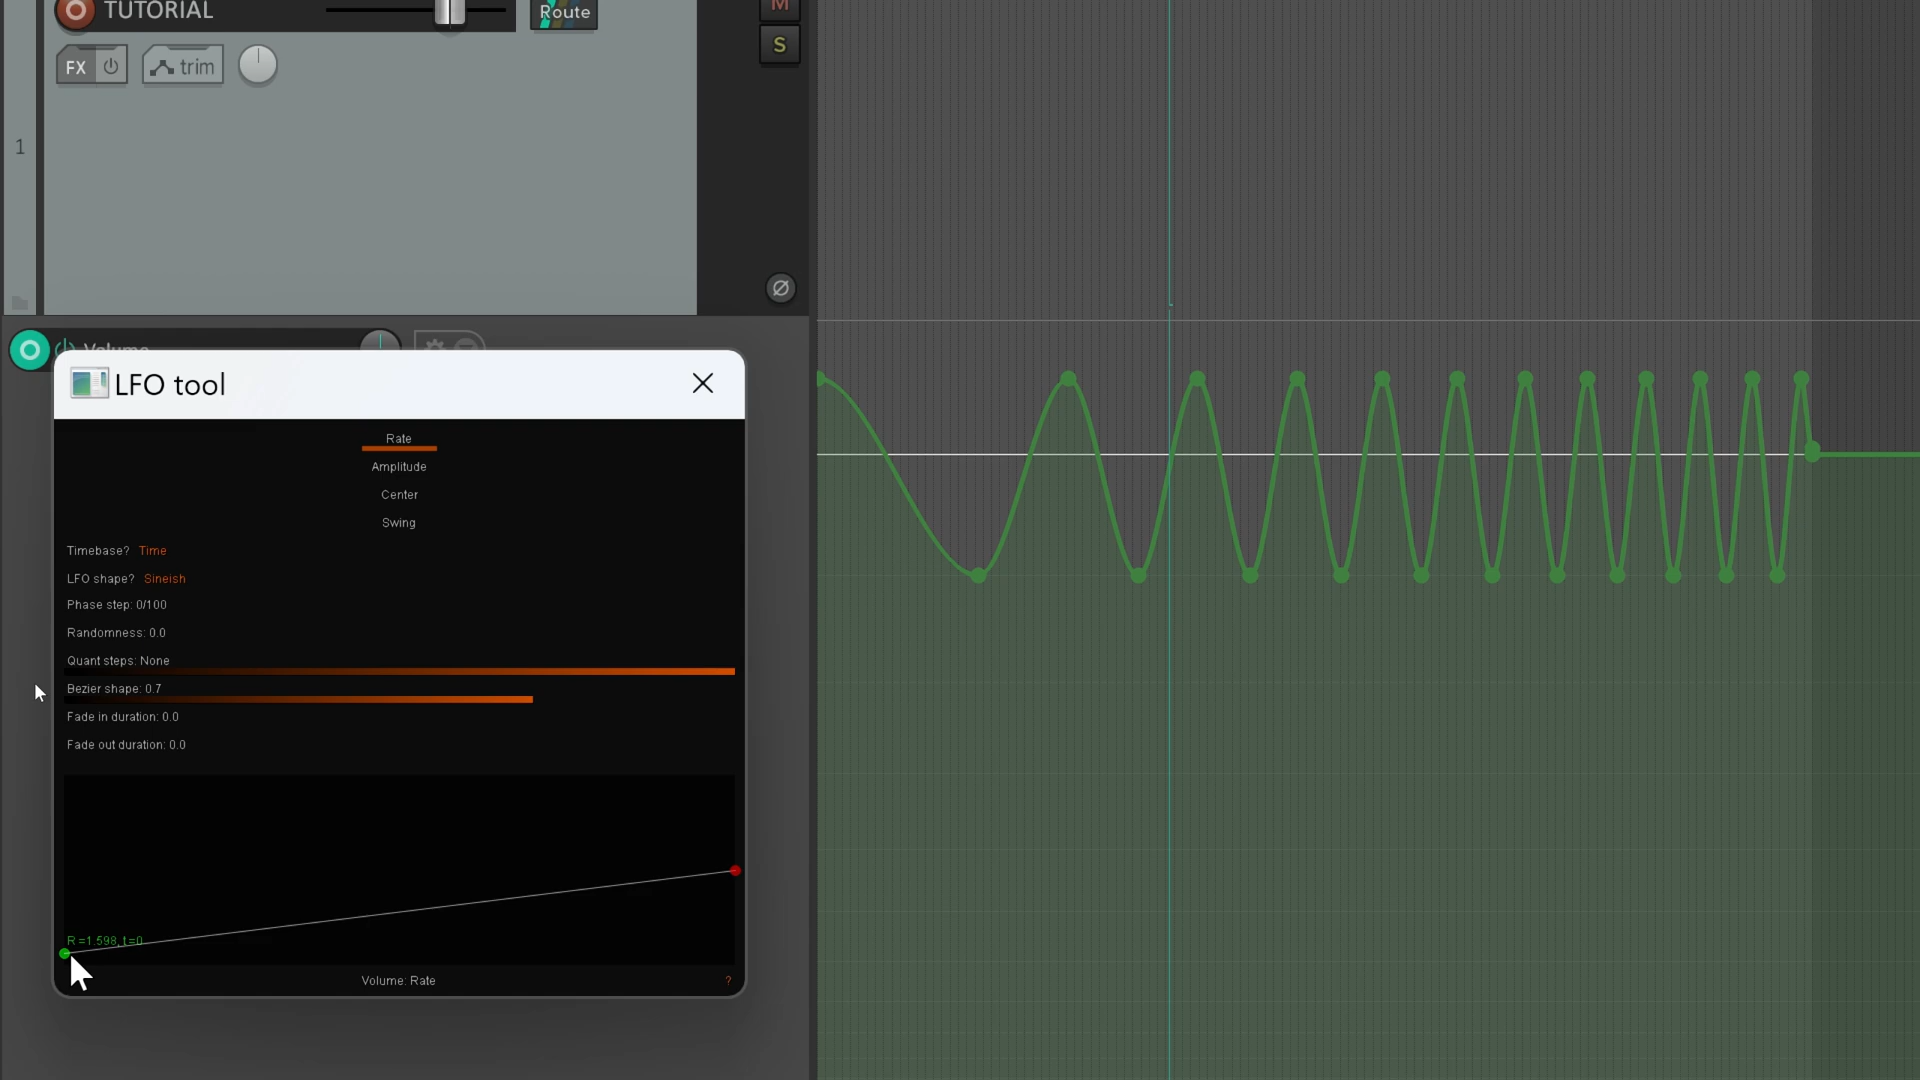 TUTORIAL
Route
M
S
FX
trim
1
Volume
LFO tool
Rate
Amplitude
Center
Swing
Timebase? Time
LFO shape? Sineish
Phase step: 0/100
Randomness: 0.0
Quant steps: None
Bezier shape: 0.7
Fade in duration: 0.0
Fade out duration: 0.0
R=1.598, t=0
Volume: Rate
?